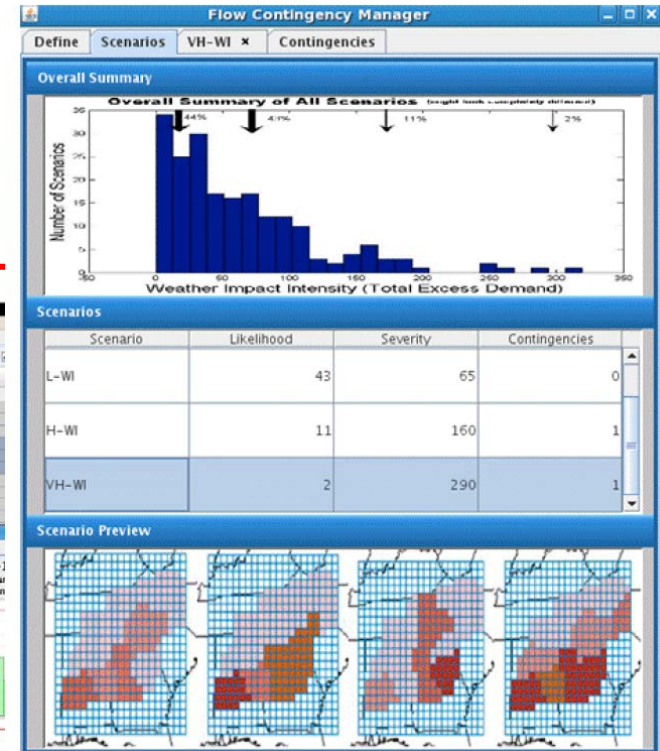 Flow Contingency Manager
Define Scenarios VH-WI × Contingencies
Overall Summary
Overall Summary of All Scenarios
44% 43% 11% 2%
35
30
25
20
15
10
5
0
Number of Scenarios
-50 0 50 100 150 200 250 300 350
Weather Impact Intensity (Total Excess Demand)
Scenarios
Scenario Likelihood Severity Contingencies
L-WI 43 65 0
H-WI 11 160 1
VH-WI 2 290 1
Scenario Preview